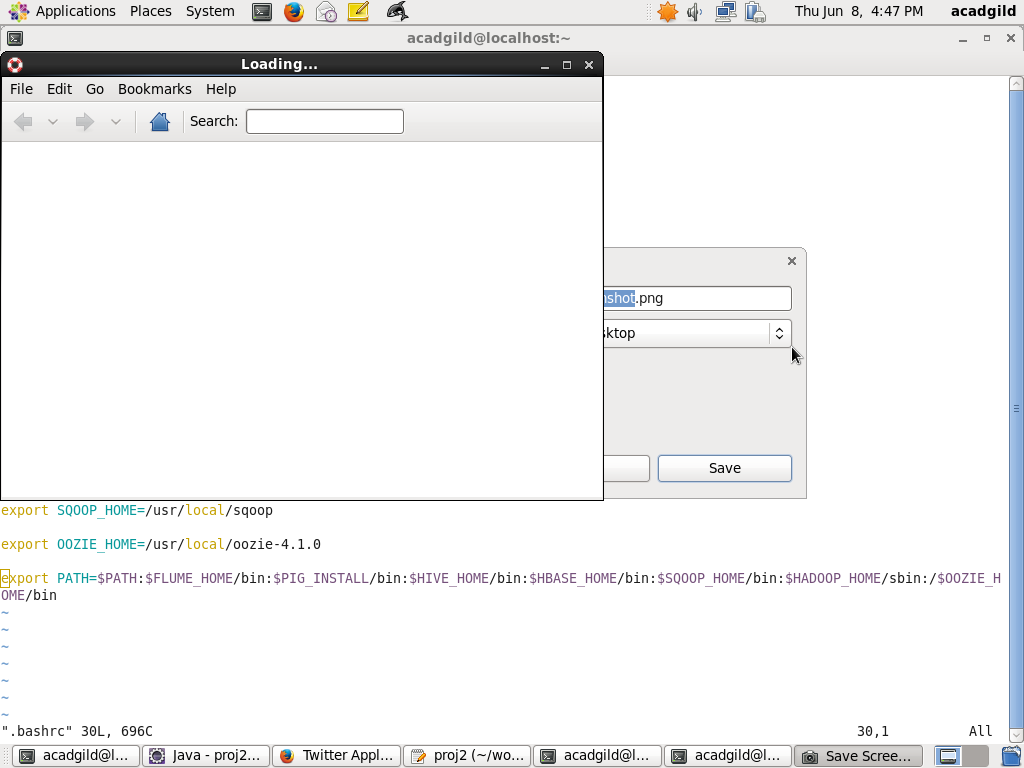 Applications Places System Thu Jun 8, 4:47 PM acadgild
acadgild@localhost:~
Loading...
File Edit Go Bookmarks Help
Search:
nshot.png
sktop
Save
export SQOOP_HOME=/usr/local/sqoop
export OOZIE_HOME=/usr/local/oozie-4.1.0
export PATH=$PATH:$FLUME_HOME/bin:$PIG_INSTALL/bin:$HIVE_HOME/bin:$HBASE_HOME/bin:$SQOOP_HOME/bin:$HADOOP_HOME/sbin:/$OOZIE_H
OME/bin
~
~
~
~
~
~
~
".bashrc" 30L, 696C 30,1 All
acadgild@l... Java - proj2... Twitter Appl... proj2 (~/wo... acadgild@l... acadgild@l... Save Scree...